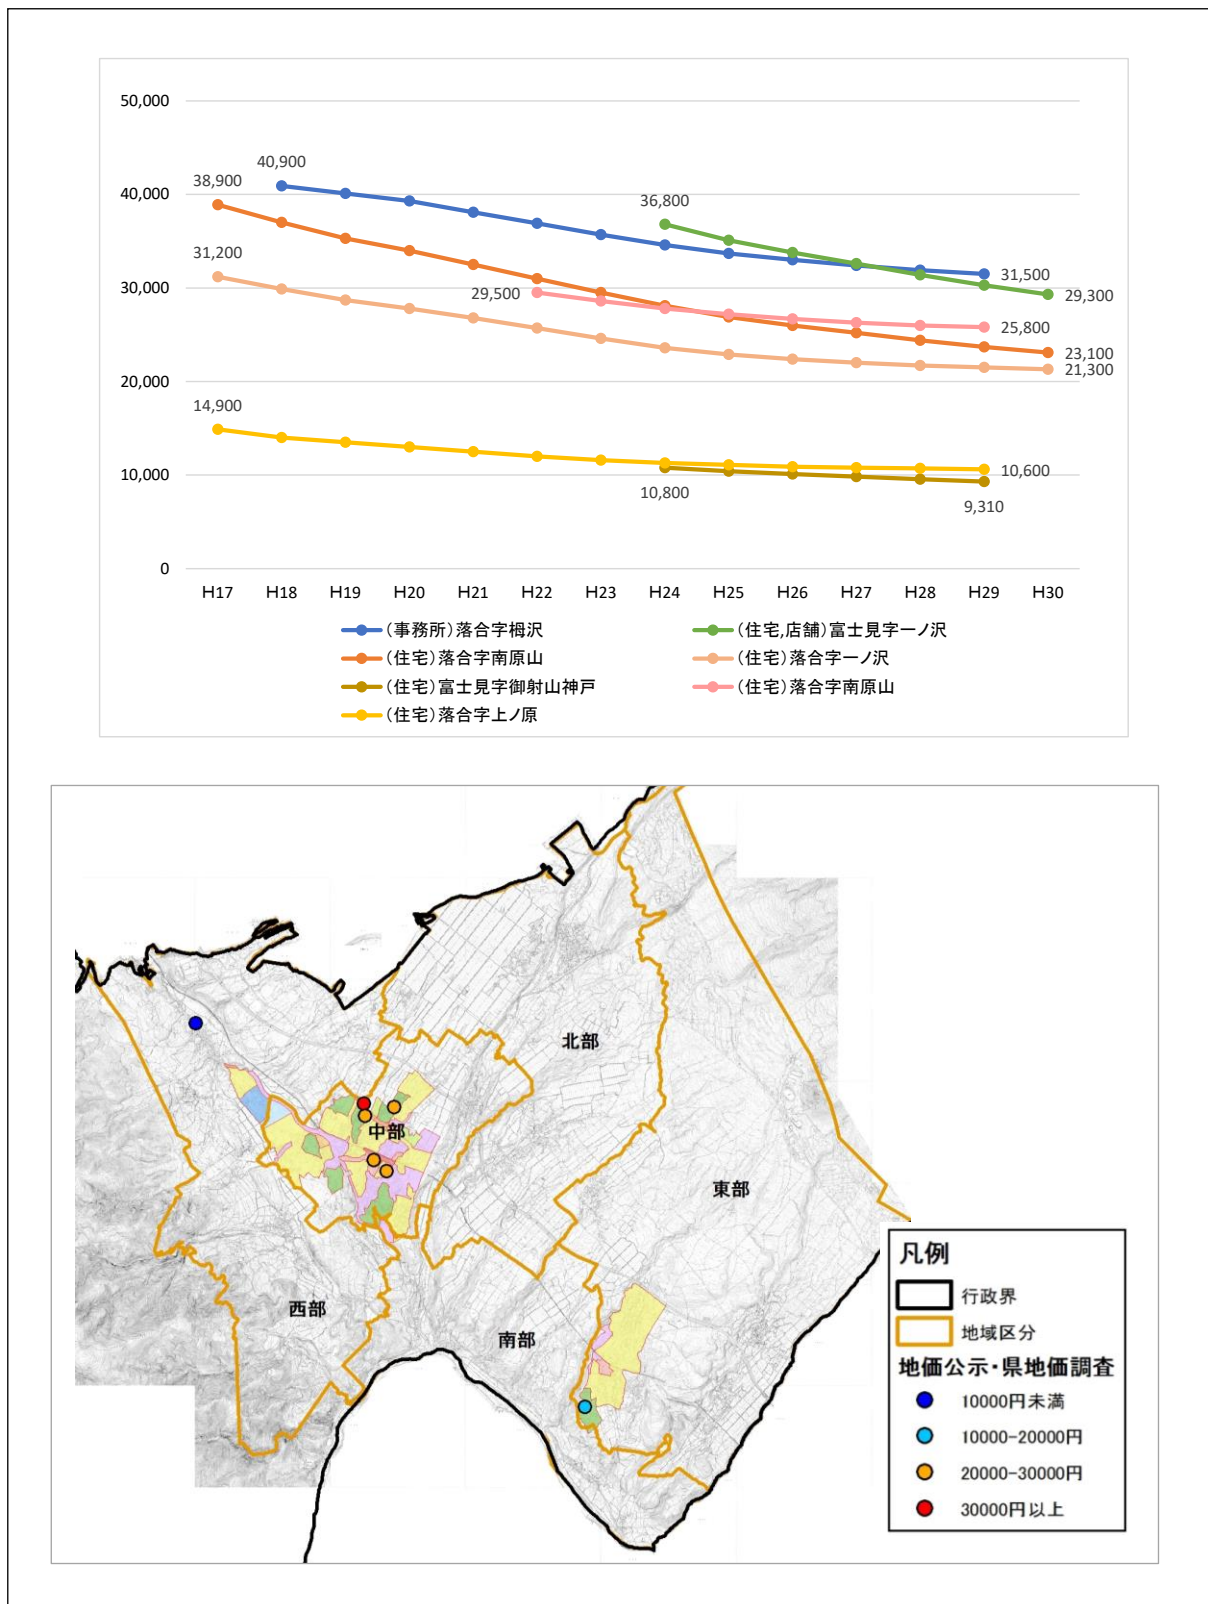 50,000
40,000
30,000
20,000
10,000
0
40,900
38,900
36,800
31,200
29,500
31,500
29,300
25,800
23,100
21,300
14,900
10,800
10,600
9,310
H17 H18 H19 H20 H21 H22 H23 H24 H25 H26 H27 H28 H29 H30
(事務所)落合字栂沢 (住宅,店舗)富士見字一ノ沢
(住宅)落合字南原山 (住宅)落合字一ノ沢
(住宅)富士見字御射山神戸 (住宅)落合字南原山
(住宅)落合字上ノ原
北部
中部
東部
西部
南部
凡例
行政界
地域区分
地価公示・県地価調査
10000円未満
10000-20000円
20000-30000円
30000円以上